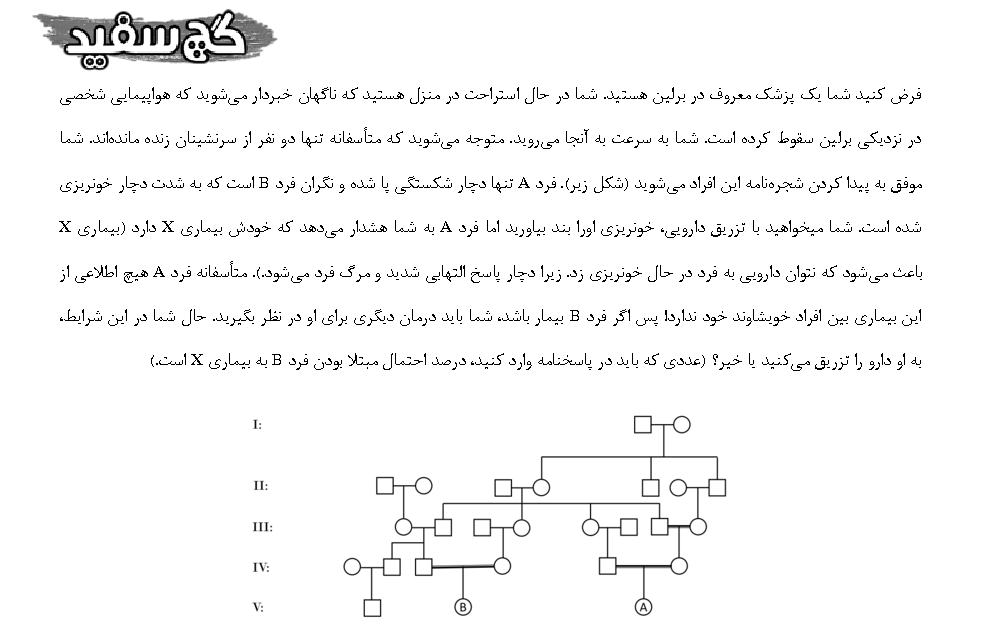 گچ سفید
فرض کنید شما یک پزشک معروف در برلین هستید. شما در حال استراحت در منزل هستید که ناگهان خبردار می‌شوید که هواپیمایی شخصی
در نزدیکی برلین سقوط کرده است. شما به سرعت به آنجا می‌روید. متوجه می‌شوید که متأسفانه تنها دو نفر از سرنشینان زنده مانده‌اند. شما
موفق به پیدا کردن شجره‌نامه این افراد می‌شوید (شکل زیر). فرد A تنها دچار شکستگی پا شده و نگران فرد B است که به شدت دچار خونریزی
شده است. شما میخواهید با تزریق دارویی، خونریزی اورا بند بیاورید اما فرد A به شما هشدار می‌دهد که خودش بیماری X دارد (بیماری X
باعث می‌شود که نتوان دارویی به فرد در حال خونریزی زد. زیرا دچار پاسخ التهابی شدید و مرگ فرد می‌شود.). متأسفانه فرد A هیچ اطلاعی از
این بیماری بین افراد خویشاوند خود ندارد! پس اگر فرد B بیمار باشد، شما باید درمان دیگری برای او در نظر بگیرید. حال شما در این شرایط،
به او دارو را تزریق می‌کنید یا خیر؟ (عددی که باید در پاسخنامه وارد کنید، درصد احتمال مبتلا بودن فرد B به بیماری X است.)
I:
II:
III:
IV:
V:
B
A